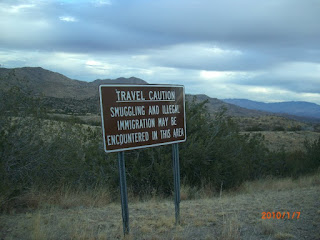 TRAVEL CAUTION
SMUGGLING AND ILLEGAL
IMMIGRATION MAY BE
ENCOUNTERED IN THIS AREA
2010/1/7